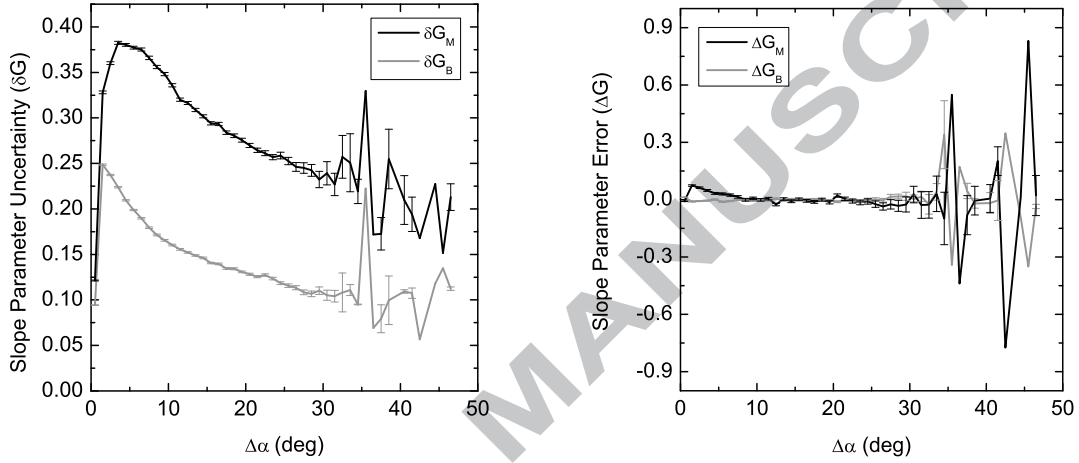 Slope Parameter Uncertainty (δG)
0.40
0.35
0.30
0.25
0.20
0.15
0.10
0.05
0.00
0 10 20 30 40 50
Δα (deg)
δG_M
δG_B
Slope Parameter Error (ΔG)
0.9
0.6
0.3
0.0
-0.3
-0.6
-0.9
0 10 20 30 40 50
Δα (deg)
ΔG_M
ΔG_B
MANUSC